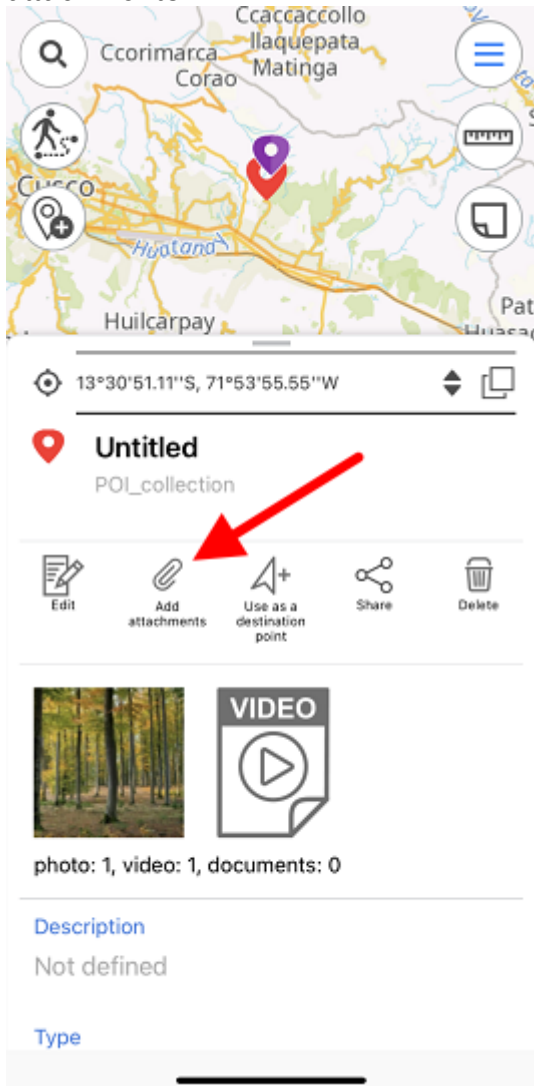 Ccaccaccollo
Ccorimarca
llaquepata
Corao
Matinga
Cusco
Huatanay
Huilcarpay
Pat
13°30'51.11''S, 71°53'55.55''W
Untitled
POI_collection
Edit
Add
attachments
Use as a
destination
point
Share
Delete
VIDEO
photo: 1, video: 1, documents: 0
Description
Not defined
Type